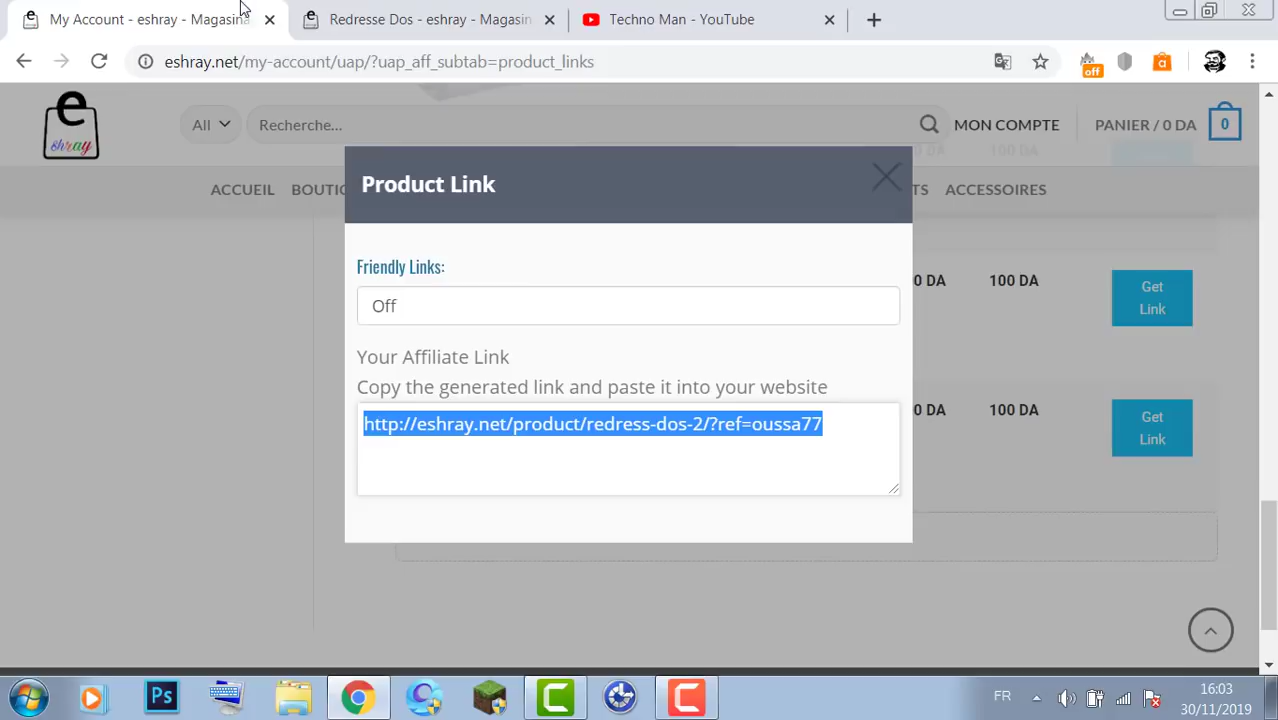 My Account - eshray - Magasin
Redresse Dos - eshray - Magasin
Techno Man - YouTube
eshray.net/my-account/uap/?uap_aff_subtab=product_links
off
a
e
eshray
All
Recherche...
MON COMPTE
PANIER / 0 DA
0
ACCUEIL
ACCESSOIRES
Product Link
Friendly Links:
Off
Your Affiliate Link
Copy the generated link and paste it into your website
http://eshray.net/product/redress-dos-2/?ref=oussa77
0 DA
100 DA
Get
Link
0 DA
100 DA
Get
Link
Ps
FR
16:03
30/11/2019